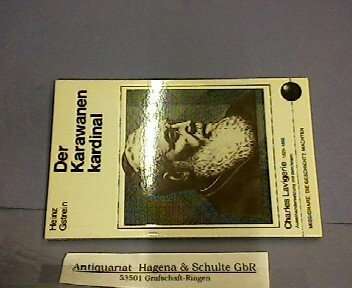 Heinz
Gstrein
Der
Karawanen
kardinal
Charles Lavigerie
MISSIONARE, DIE GESCHICHTE MACHTEN
Antiquariat Hagena & Schulte GbR
53501 Grafschaft-Ringen